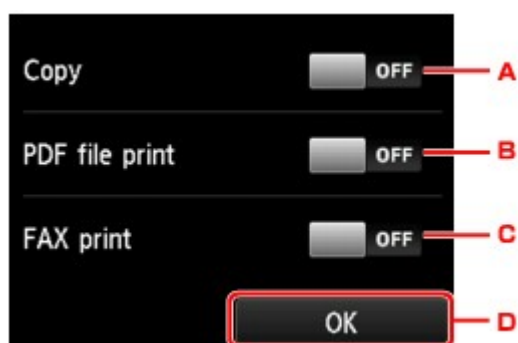 Copy OFF A
PDF file print OFF B
FAX print OFF C
OK D